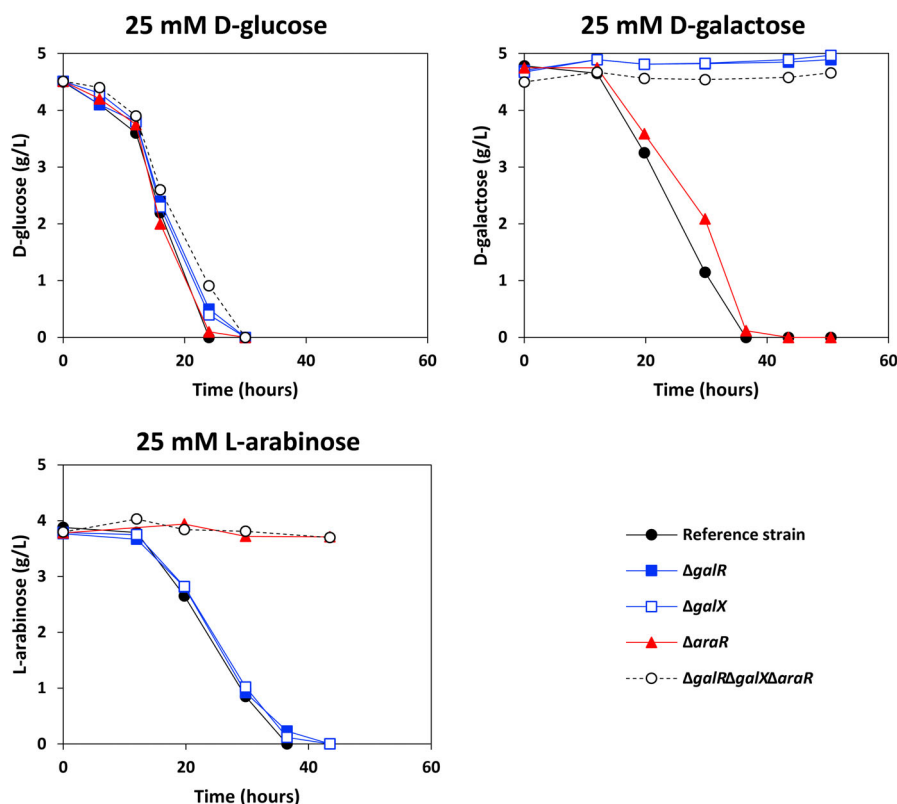 25 mM D-glucose
5
4
3
2
1
0
D-glucose (g/L)
0 20 40 60
Time (hours)
25 mM D-galactose
5
4
3
2
1
0
D-galactose (g/L)
0 20 40 60
Time (hours)
25 mM L-arabinose
5
4
3
2
1
0
L-arabinose (g/L)
0 20 40 60
Time (hours)
Reference strain
ΔgalR
ΔgalX
ΔaraR
ΔgalRΔgalXΔaraR